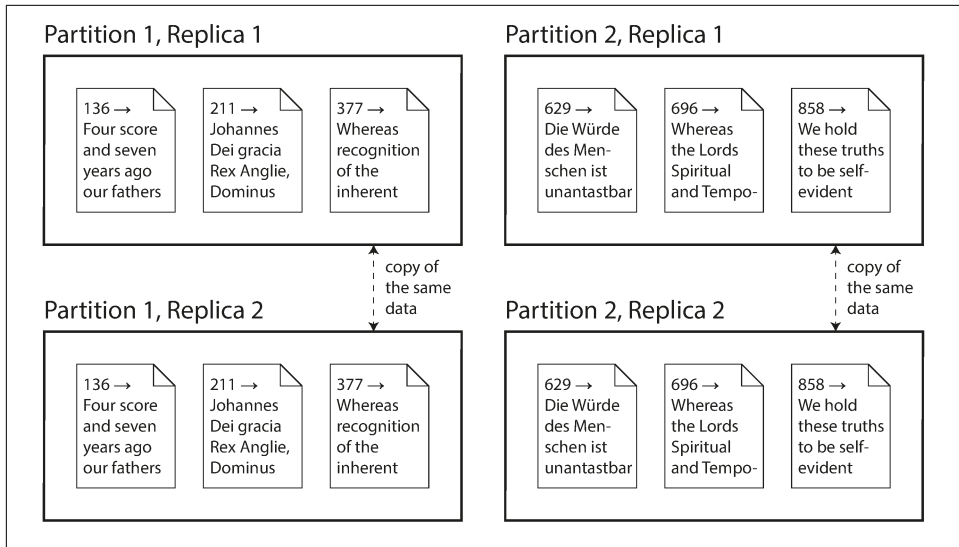 Partition 1, Replica 1
136 →
Four score
and seven
years ago
our fathers
211 →
Johannes
Dei gracia
Rex Anglie,
Dominus
377 →
Whereas
recognition
of the
inherent
Partition 2, Replica 1
629 →
Die Würde
des Men-
schen ist
unantastbar
696 →
Whereas
the Lords
Spiritual
and Tempo-
858 →
We hold
these truths
to be self-
evident
copy of
the same
data
copy of
the same
data
Partition 1, Replica 2
136 →
Four score
and seven
years ago
our fathers
211 →
Johannes
Dei gracia
Rex Anglie,
Dominus
377 →
Whereas
recognition
of the
inherent
Partition 2, Replica 2
629 →
Die Würde
des Men-
schen ist
unantastbar
696 →
Whereas
the Lords
Spiritual
and Tempo-
858 →
We hold
these truths
to be self-
evident